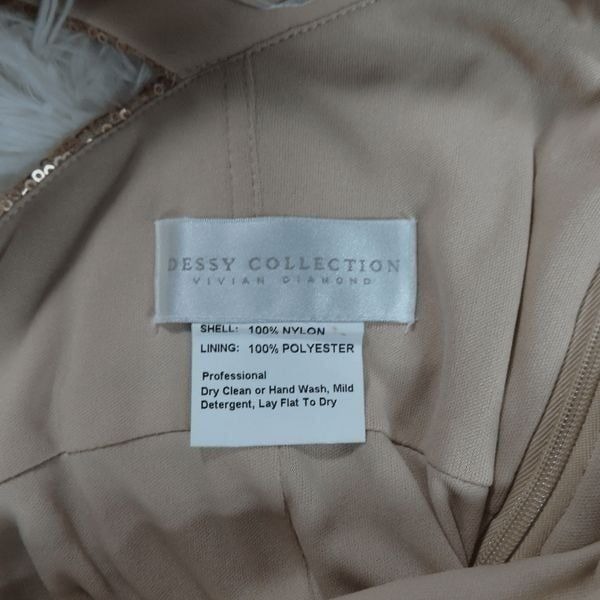 DESSY COLLECTION
VIVIAN DIAMOND
SHELL: 100% NYLON
LINING: 100% POLYESTER
Professional
Dry Clean or Hand Wash, Mild
Detergent, Lay Flat To Dry